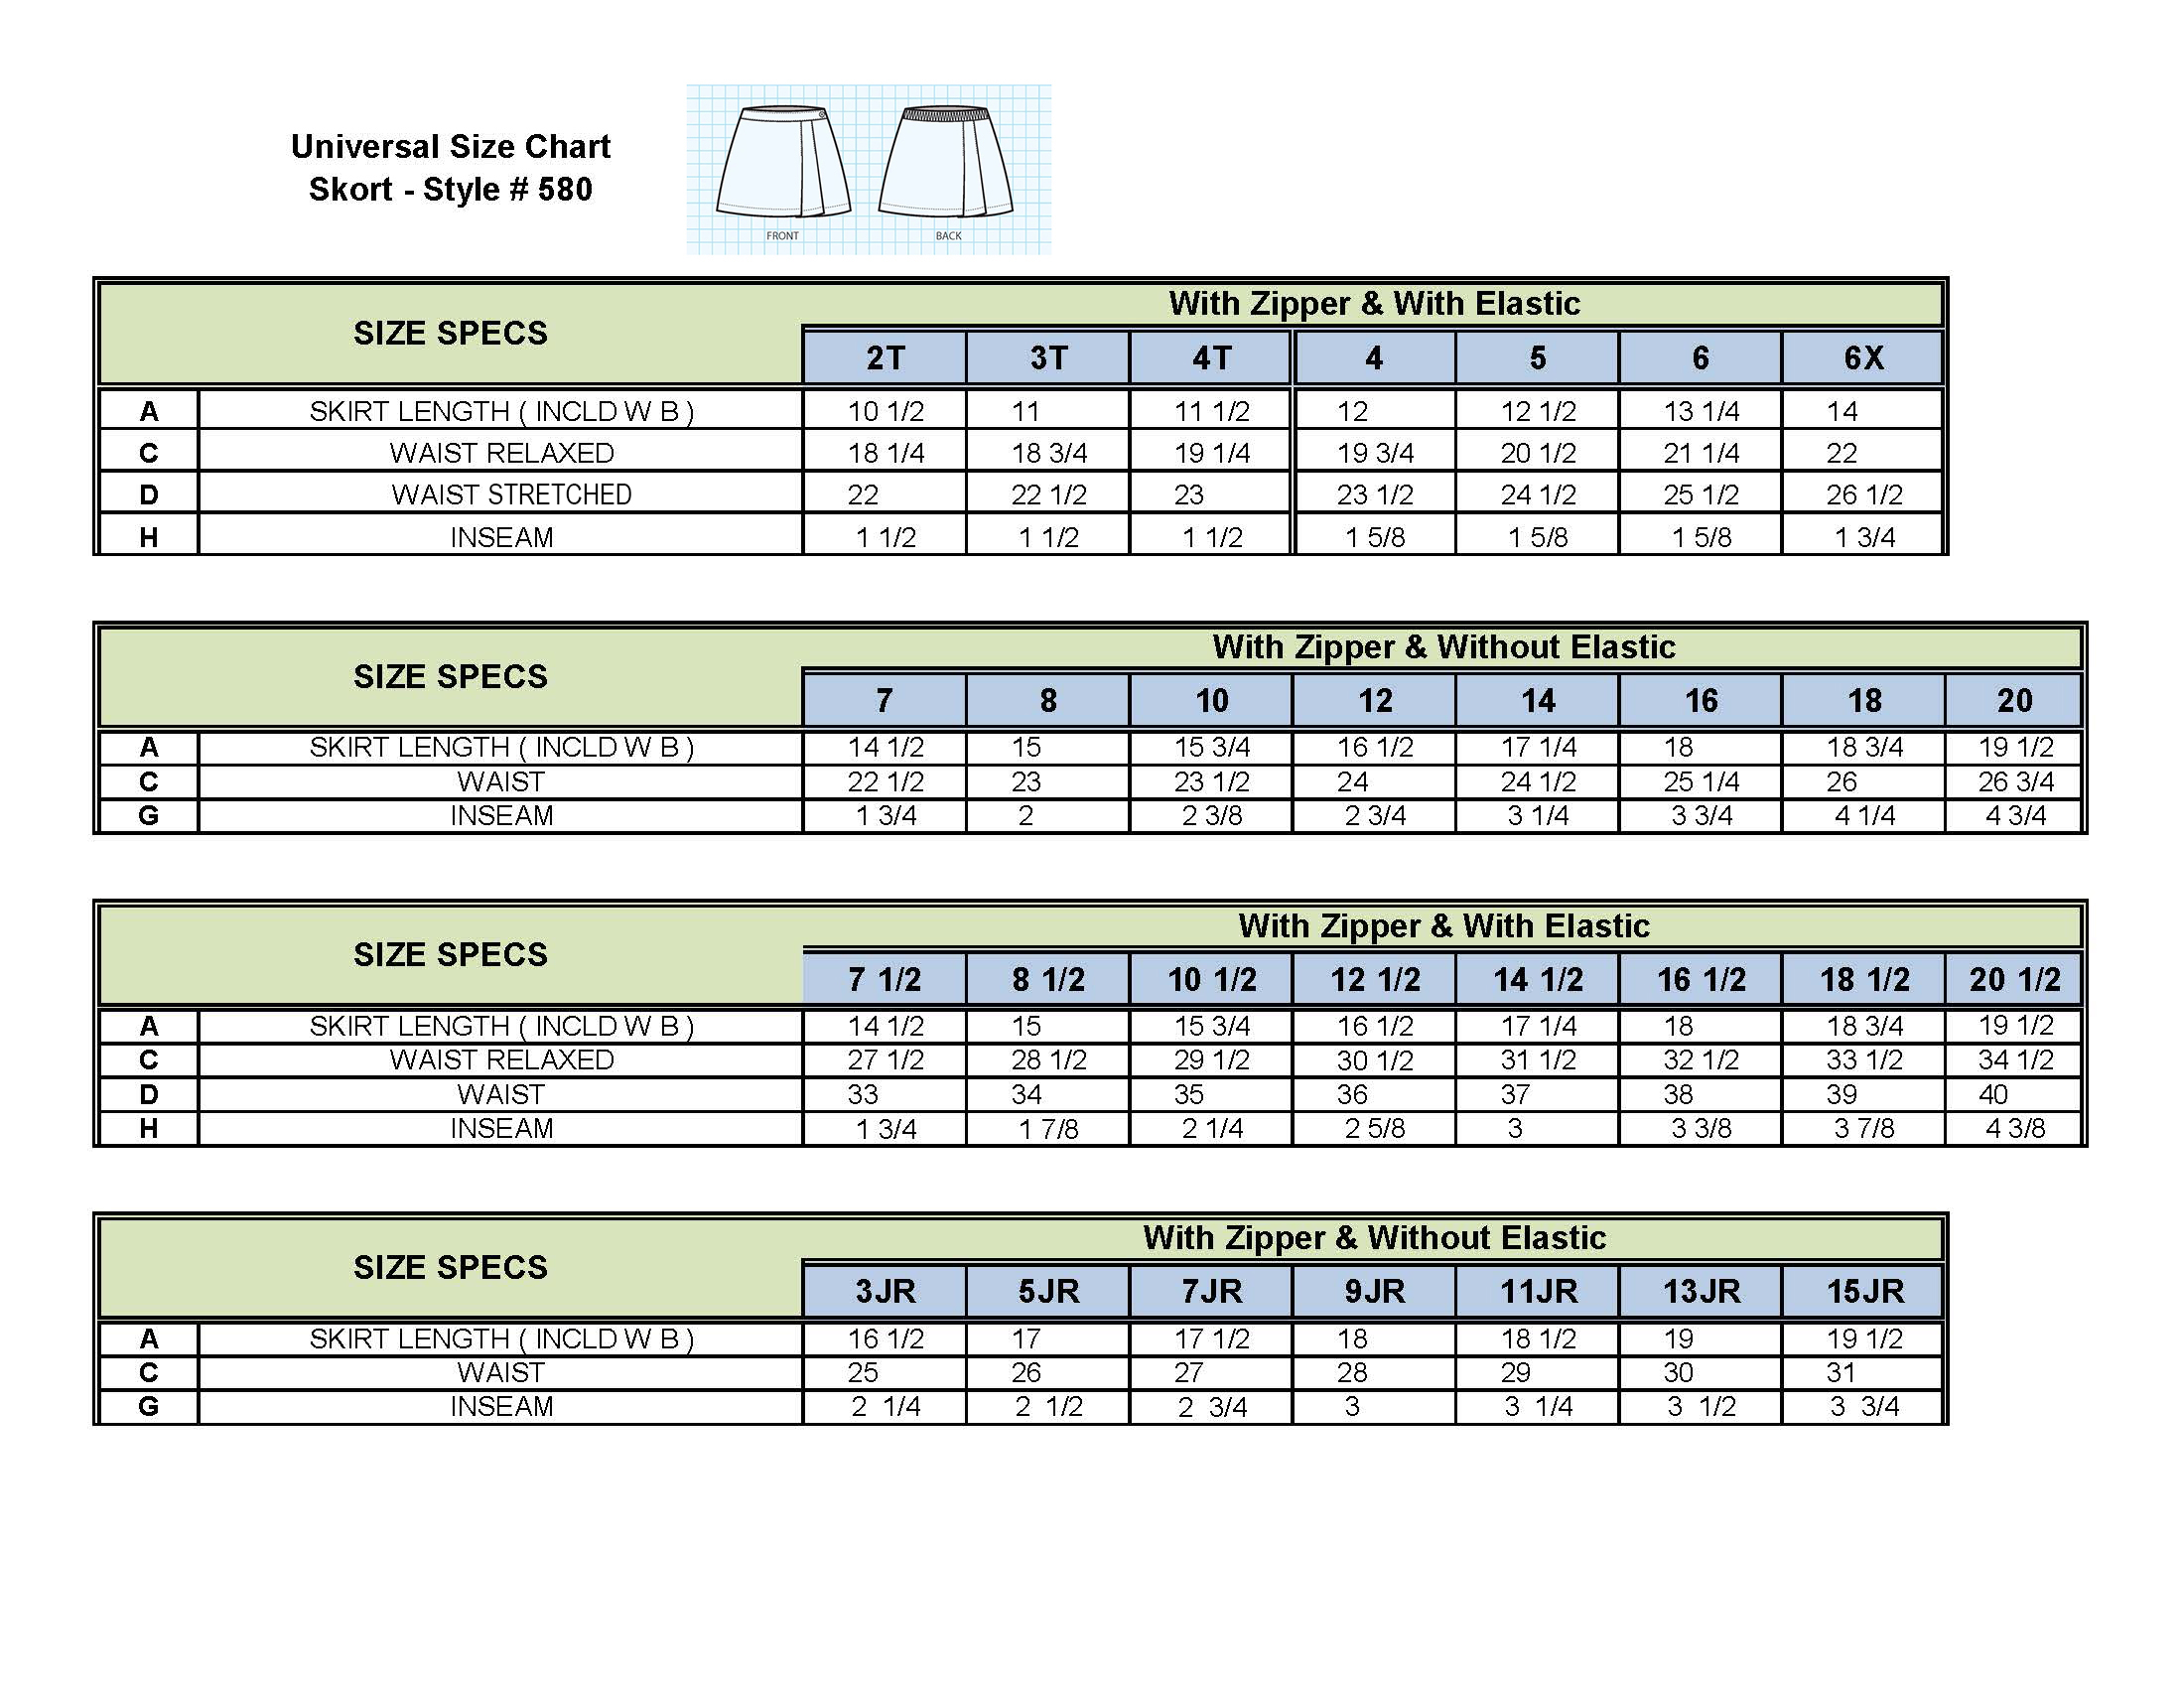 Universal Size Chart
Skort - Style # 580
FRONT BACK
SIZE SPECS With Zipper & With Elastic
2T 3T 4T 4 5 6 6X
A SKIRT LENGTH ( INCLD W B ) 10 1/2 11 11 1/2 12 12 1/2 13 1/4 14
C WAIST RELAXED 18 1/4 18 3/4 19 1/4 19 3/4 20 1/2 21 1/4 22
D WAIST STRETCHED 22 22 1/2 23 23 1/2 24 1/2 25 1/2 26 1/2
H INSEAM 1 1/2 1 1/2 1 1/2 1 5/8 1 5/8 1 5/8 1 3/4
SIZE SPECS With Zipper & Without Elastic
7 8 10 12 14 16 18 20
A SKIRT LENGTH ( INCLD W B ) 14 1/2 15 15 3/4 16 1/2 17 1/4 18 18 3/4 19 1/2
C WAIST 22 1/2 23 23 1/2 24 24 1/2 25 1/4 26 26 3/4
G INSEAM 1 3/4 2 2 3/8 2 3/4 3 1/4 3 3/4 4 1/4 4 3/4
SIZE SPECS With Zipper & With Elastic
7 1/2 8 1/2 10 1/2 12 1/2 14 1/2 16 1/2 18 1/2 20 1/2
A SKIRT LENGTH ( INCLD W B ) 14 1/2 15 15 3/4 16 1/2 17 1/4 18 18 3/4 19 1/2
C WAIST RELAXED 27 1/2 28 1/2 29 1/2 30 1/2 31 1/2 32 1/2 33 1/2 34 1/2
D WAIST 33 34 35 36 37 38 39 40
H INSEAM 1 3/4 1 7/8 2 1/4 2 5/8 3 3 3/8 3 7/8 4 3/8
SIZE SPECS With Zipper & Without Elastic
3JR 5JR 7JR 9JR 11JR 13JR 15JR
A SKIRT LENGTH ( INCLD W B ) 16 1/2 17 17 1/2 18 18 1/2 19 19 1/2
C WAIST 25 26 27 28 29 30 31
G INSEAM 2 1/4 2 1/2 2 3/4 3 3 1/4 3 1/2 3 3/4